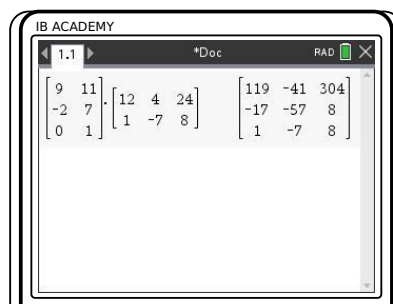 IB ACADEMY
1.1 *Doc RAD
[9 11; -2 7; 0 1] · [12 4 24; 1 -7 8] [119 -41 304; -17 -57 8; 1 -7 8]